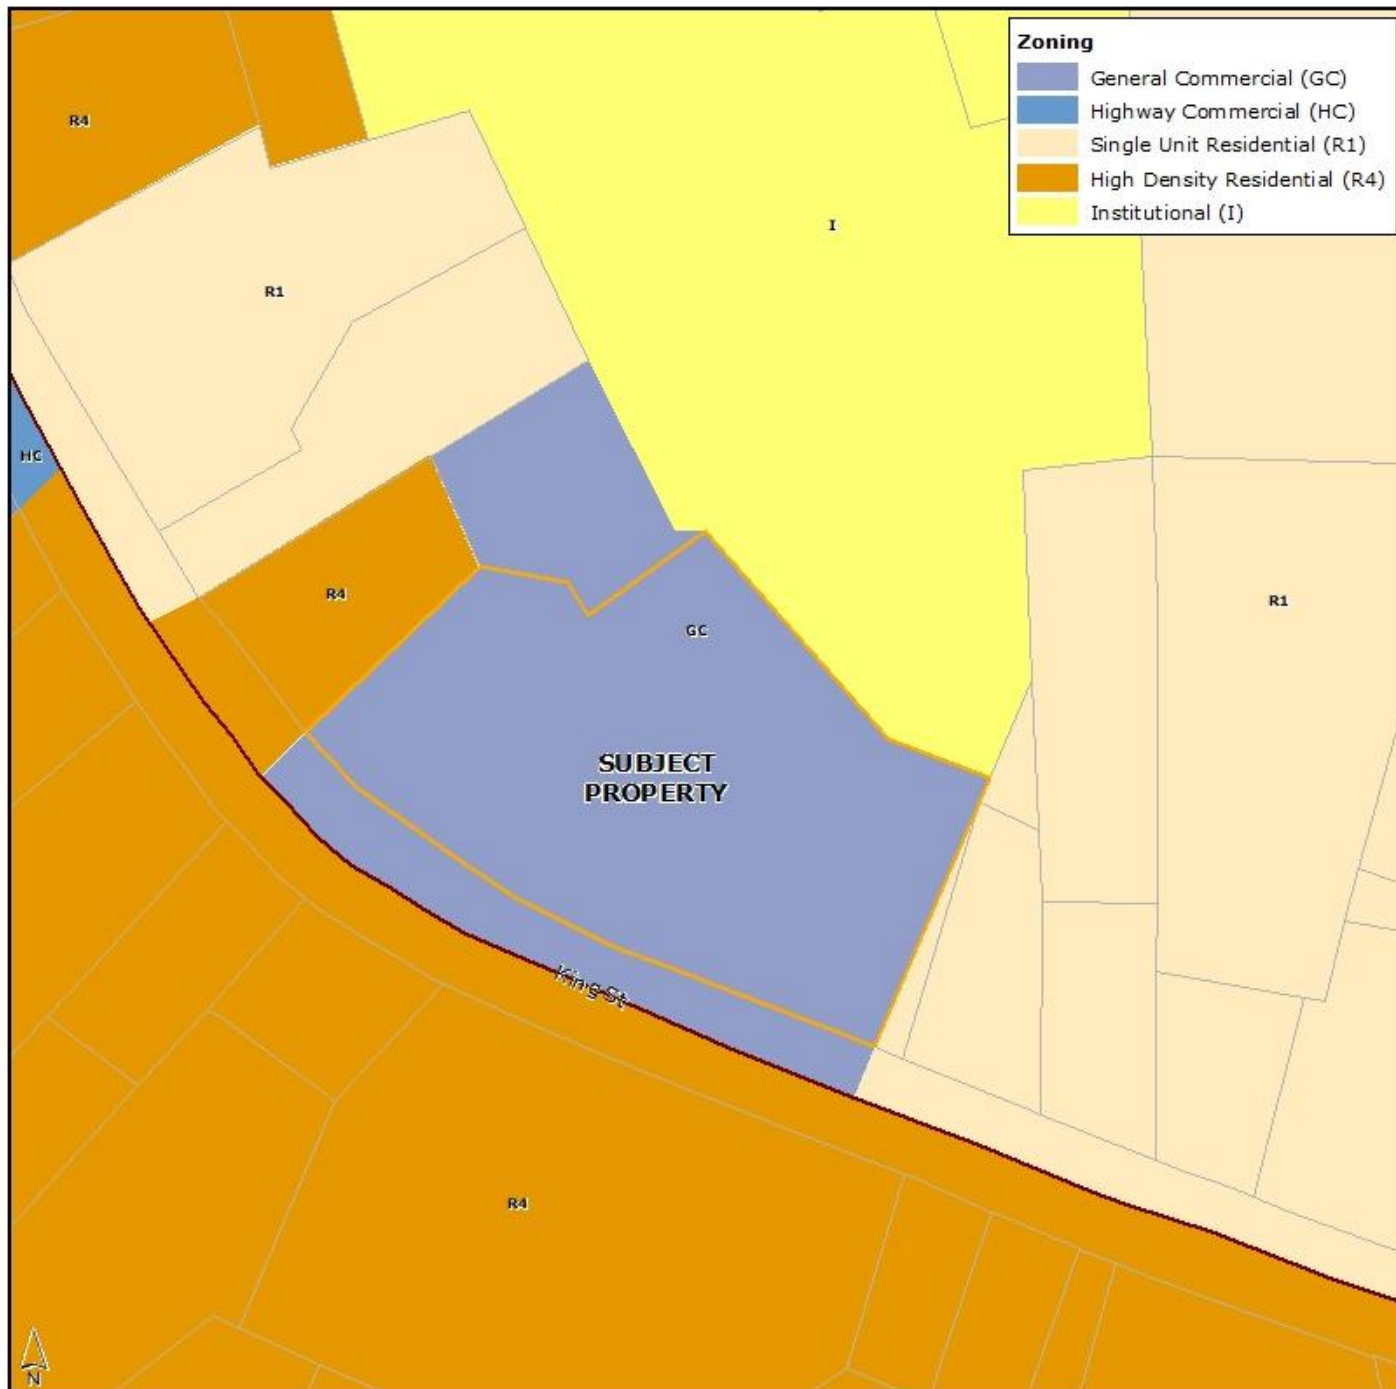 Zoning
General Commercial (GC)
Highway Commercial (HC)
Single Unit Residential (R1)
High Density Residential (R4)
Institutional (I)
R4
I
R1
HC
R4
R1
GC
SUBJECT
PROPERTY
King St
R4
N